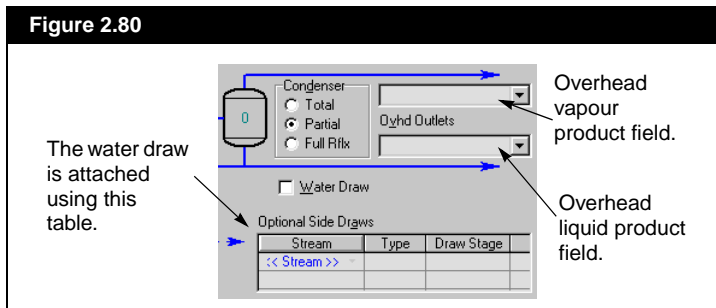 Figure 2.80
Condenser
Total
Partial
Full Rflx
0
Ovhd Outlets
Overhead
vapour
product field.
The water draw
is attached
using this
table.
Water Draw
Overhead
liquid product
field.
Optional Side Draws
Stream Type Draw Stage
<< Stream >>